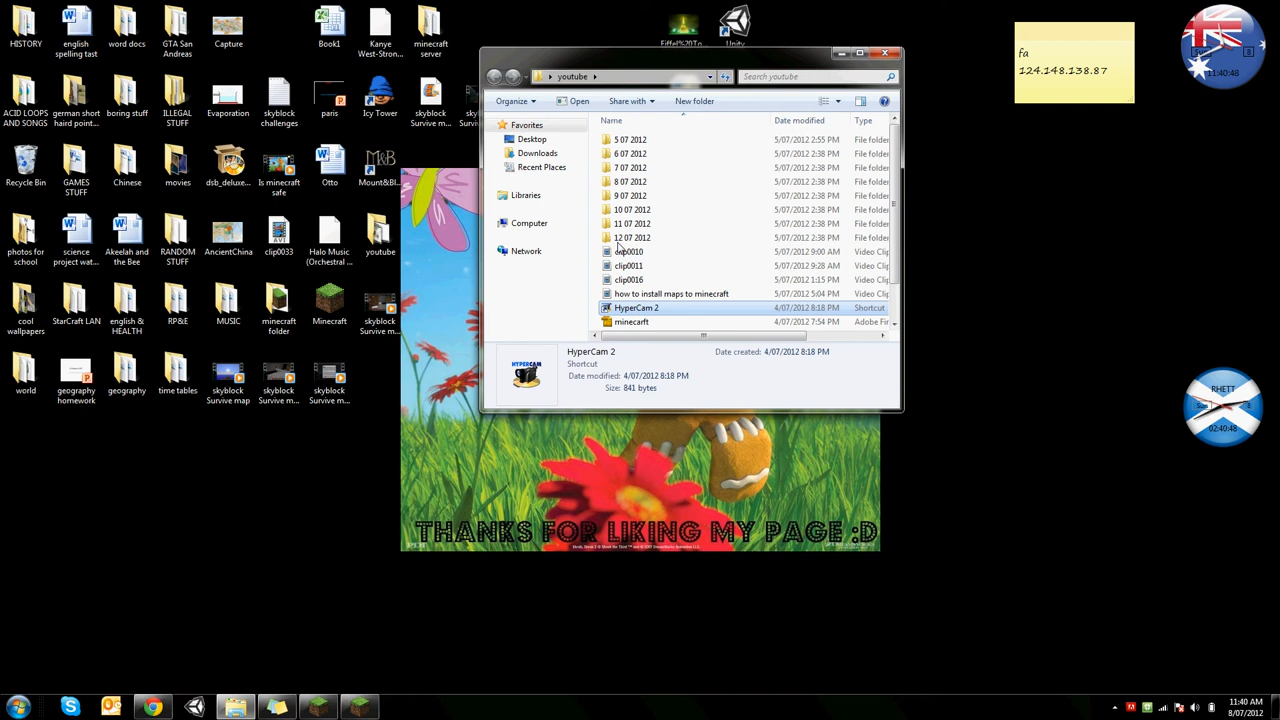 HISTORY
english spelling tast
word docs
GTA San Andreas
Capture
Book1
Kanye West-Stron...
minecraft server
ACID LOOPS AND SONGS
german short haird point...
boring stuff
ILLEGAL STUFF
Evaporation
skyblock challenges
paris
Icy Tower
skyblock Survive m...
Recycle Bin
GAMES STUFF
Chinese
movies
dsb_deluxe...
Is minecraft safe
Otto
M&B
Mount&Bl...
photos for school
science project wat...
Akeelah and the Bee
RANDOM STUFF
AncientChina
clip0033
Halo Music (Orchestral ...
youtube
cool wallpapers
StarCraft LAN
english & HEALTH
RP&E
MUSIC
minecraft folder
Minecraft
skyblock Survive m...
world
geography homework
geography
time tables
skyblock Survive map
skyblock Survive m...
skyblock Survive m...
Eiffel%20To...
Unity
youtube
Search youtube
Organize
Open
Share with
New folder
Name
Date modified
Type
Favorites
Desktop
Downloads
Recent Places
Libraries
Computer
Network
5 07 2012 5/07/2012 2:55 PM File folder
6 07 2012 5/07/2012 2:38 PM File folder
7 07 2012 5/07/2012 2:38 PM File folder
8 07 2012 5/07/2012 2:38 PM File folder
9 07 2012 5/07/2012 2:38 PM File folder
10 07 2012 5/07/2012 2:38 PM File folder
11 07 2012 5/07/2012 2:38 PM File folder
12 07 2012 5/07/2012 2:38 PM File folder
clip0010 5/07/2012 9:00 AM Video Clip
clip0011 5/07/2012 9:28 AM Video Clip
clip0016 5/07/2012 1:15 PM Video Clip
how to install maps to minecraft 5/07/2012 5:04 PM Video Clip
HyperCam 2 4/07/2012 8:18 PM Shortcut
minecarft 4/07/2012 7:54 PM Adobe Fir
HYPERCAM
HyperCam 2
Date created: 4/07/2012 8:18 PM
Shortcut
Date modified: 4/07/2012 8:18 PM
Size: 841 bytes
THANKS FOR LIKING MY PAGE :D
fa
124.148.138.87
8
11:40:48
RHETT
Sun 8
02:40:48
11:40 AM
8/07/2012